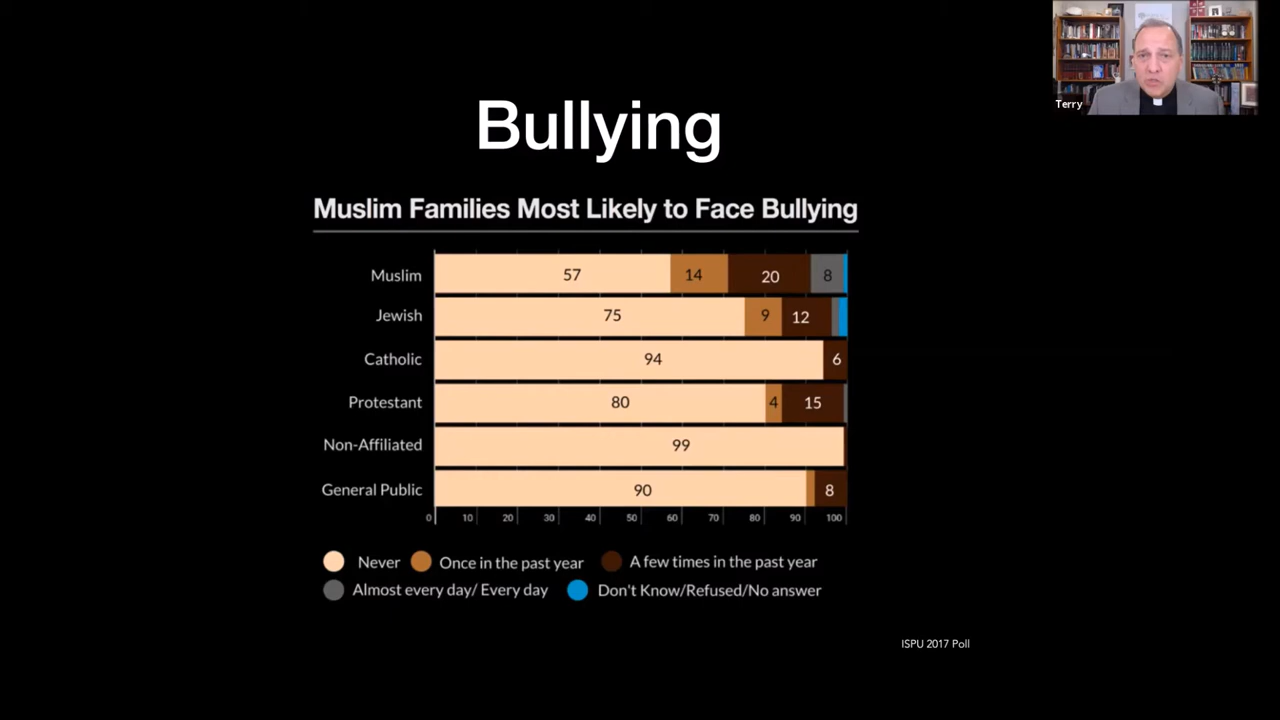 Terry
Bullying
Muslim Families Most Likely to Face Bullying
Muslim 57 14 20 8
Jewish 75 9 12
Catholic 94 6
Protestant 80 4 15
Non-Affiliated 99
General Public 90 8
0 10 20 30 40 50 60 70 80 90 100
Never Once in the past year A few times in the past year
Almost every day/ Every day Don't Know/Refused/No answer
ISPU 2017 Poll